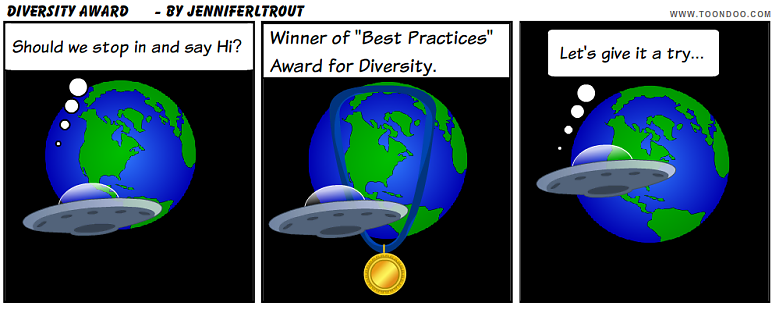 DIVERSITY AWARD - BY JENNIFERLTROUT
WWW.TOONDOO.COM
Should we stop in and say Hi?
Winner of "Best Practices"
Award for Diversity.
Let's give it a try...